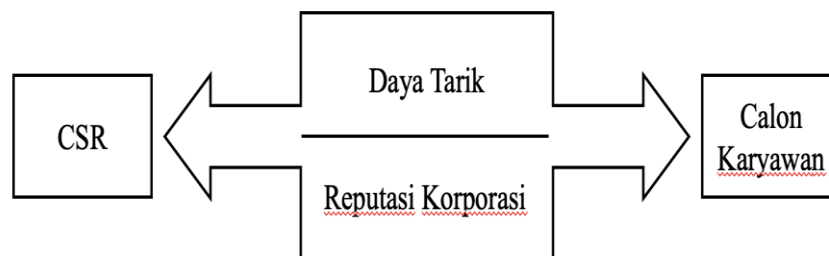 CSR
Daya Tarik
Reputasi Korporasi
Calon
Karyawan